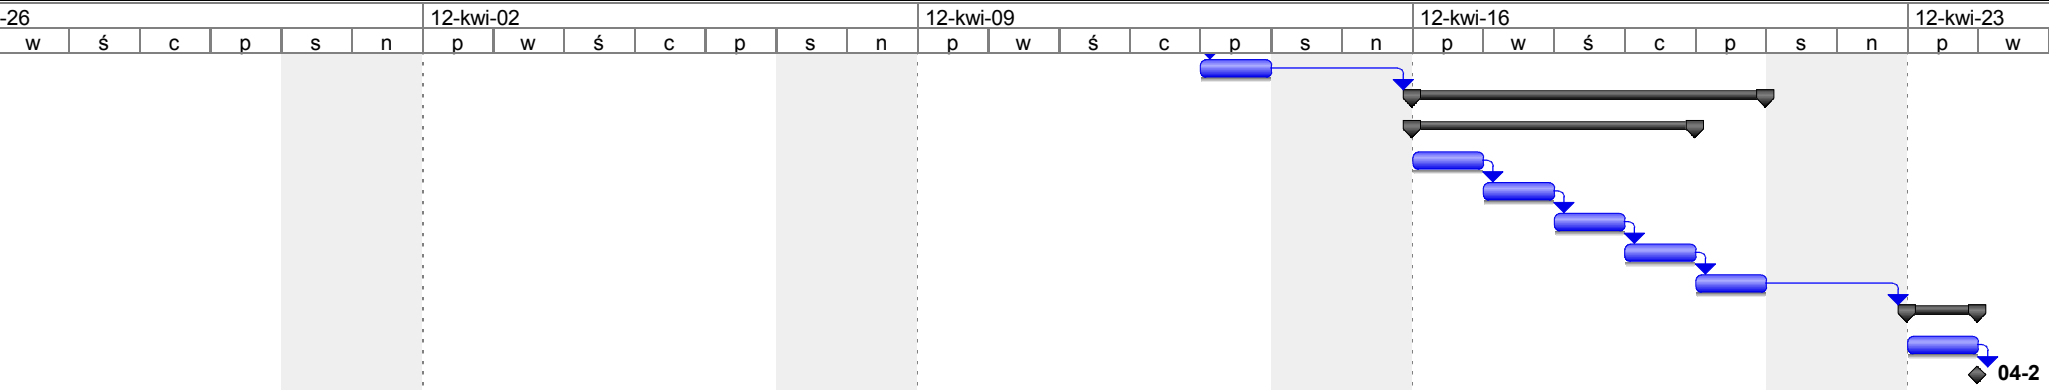 -26 12-kwi-02 12-kwi-09 12-kwi-16 12-kwi-23
w ś c p s n p w ś c p s n p w ś c p s n p w ś c p s n p w
04-2